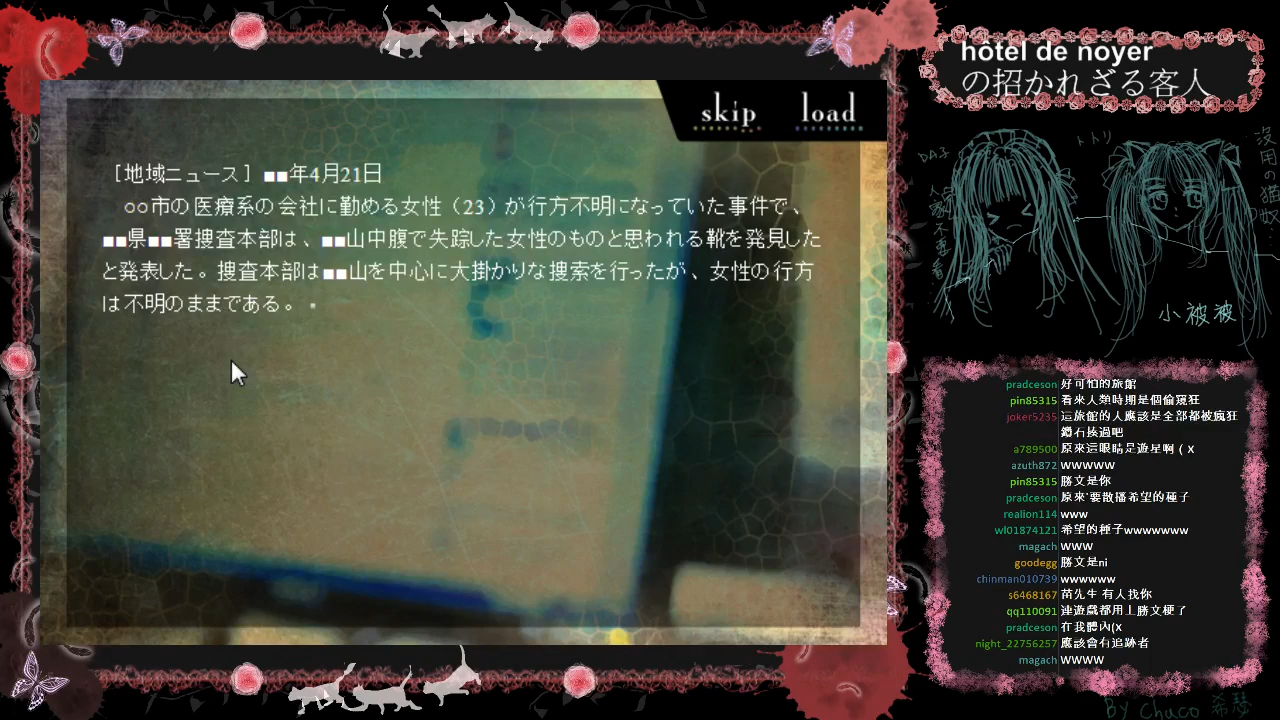 hôtel de noyer
の招かれざる客人
skip load
［地域ニュース］ ■■年4月21日
○○市の医療系の会社に勤める女性（23）が行方不明になっていた事件で、
■■県■■署捜査本部は、■■山中腹で失踪した女性のものと思われる靴を発見した
と発表した。捜査本部は■■山を中心に大掛かりな捜索を行ったが、女性の行方
は不明のままである。
トトリ
小被被
pradceson 好可怕的旅館
pin85315 看來人類時期是個偷窺狂
joker5235 這旅館的人應該是全部都被瘋狂
鑽石揍過吧
a789500 原來這眼睛是遊星啊 ( X
azuth872 wwwww
pin85315 勝文是你
pradceson 原來'要散播希望的種子
realion114 www
wl01874121 希望的種子wwwwwww
magach www
goodegg 勝文是ni
chinman010739 wwwwww
s6468167 苗先生 有人找你
qq110091 連遊戲都用上勝文梗了
pradceson 在我體內(X
night_22756257 應該會有追跡者
magach wwww
By Chuco 希瑟